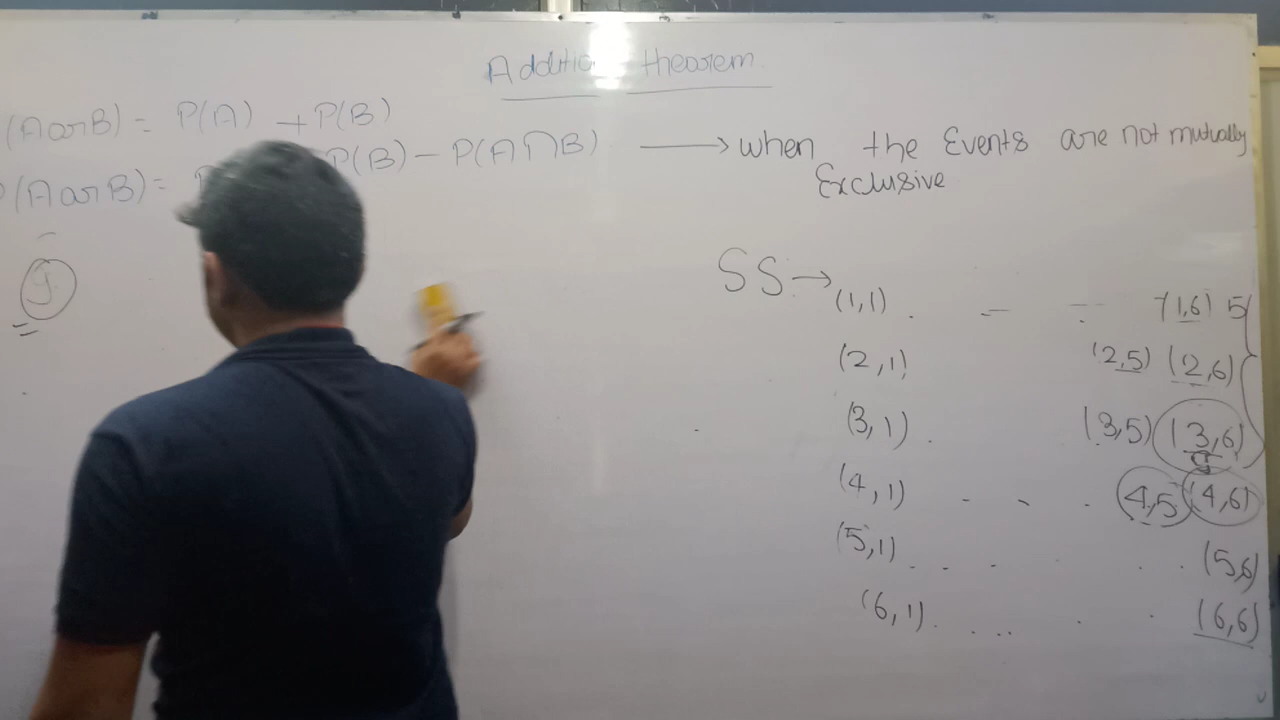 Addition theorem
(A or B) = P(A) + P(B)
P(A or B) = P(B) - P(A∩B) → when the Events are not mutually
Exclusive
SS →
(1,1) . - - (1,6) 5
(2,1) (2,5) (2,6)
(3,1) . (3,5) (3,6)
(4,1) - - . (4,5) (4,6)
(5,1) . . . . . (5,6)
(6,1) . . . . . . (6,6)